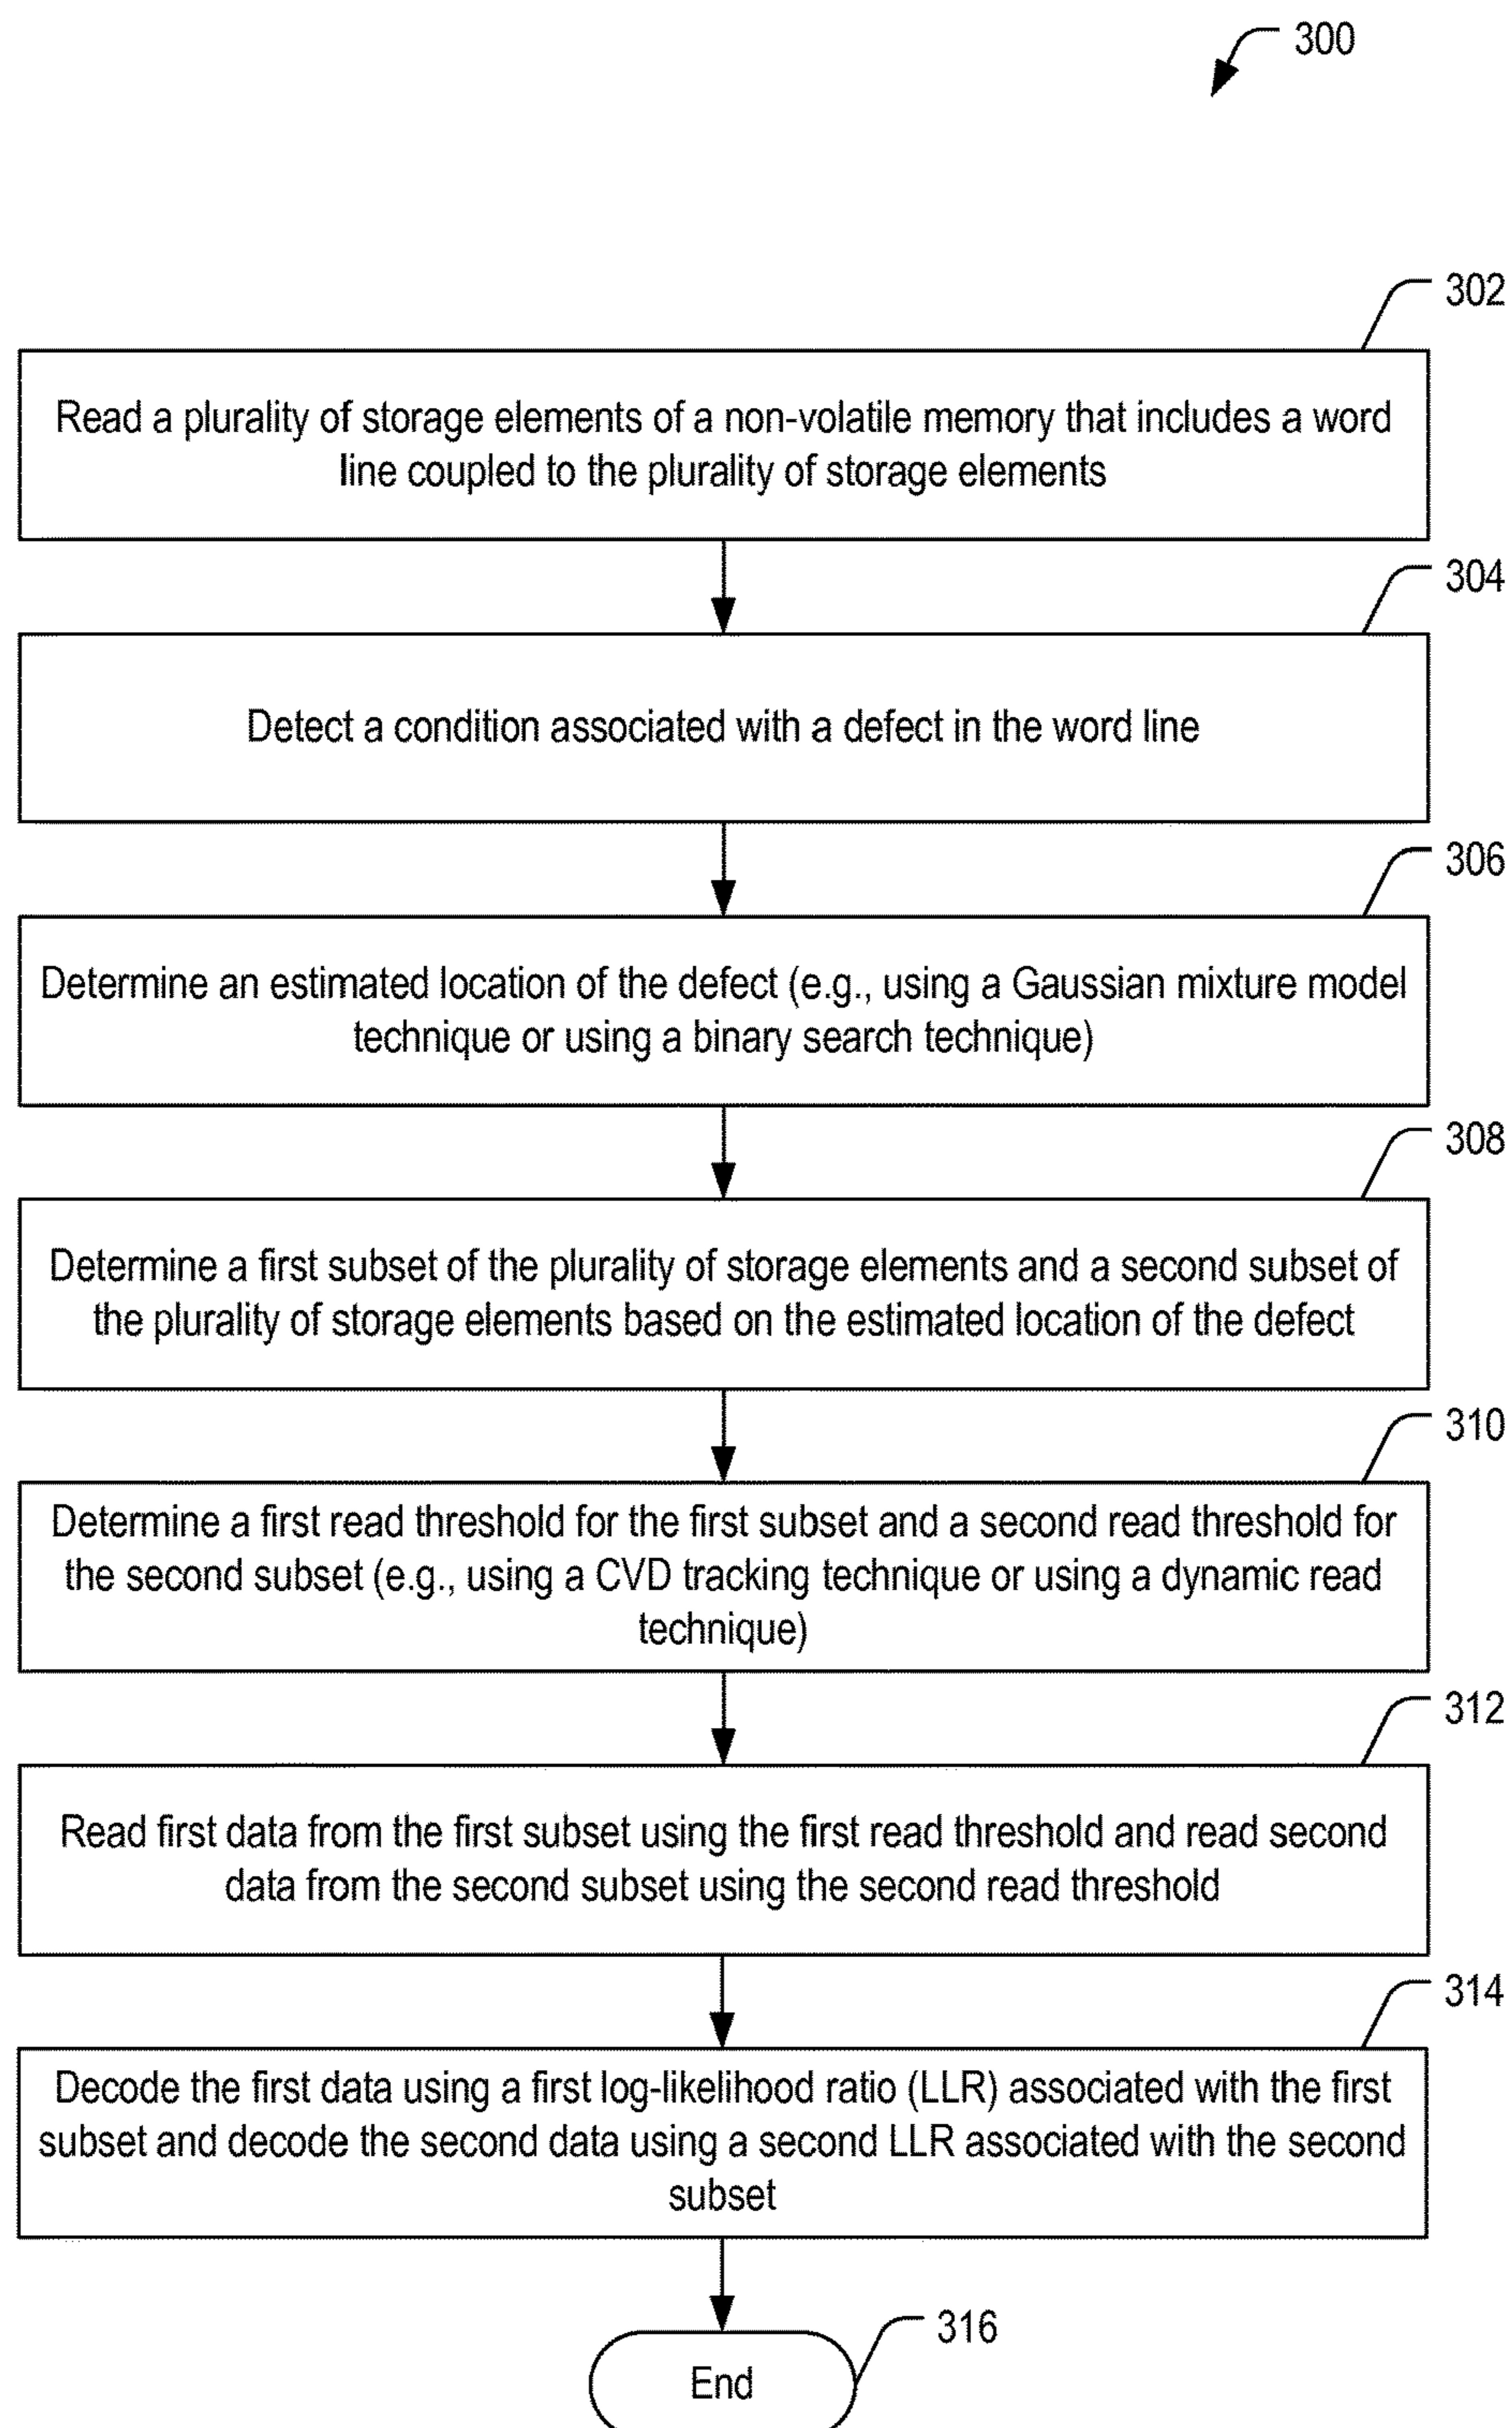 300
302
Read a plurality of storage elements of a non-volatile memory that includes a word
line coupled to the plurality of storage elements
304
Detect a condition associated with a defect in the word line
306
Determine an estimated location of the defect (e.g., using a Gaussian mixture model
technique or using a binary search technique)
308
Determine a first subset of the plurality of storage elements and a second subset of
the plurality of storage elements based on the estimated location of the defect
310
Determine a first read threshold for the first subset and a second read threshold for
the second subset (e.g., using a CVD tracking technique or using a dynamic read
technique)
312
Read first data from the first subset using the first read threshold and read second
data from the second subset using the second read threshold
314
Decode the first data using a first log-likelihood ratio (LLR) associated with the first
subset and decode the second data using a second LLR associated with the second
subset
316
End